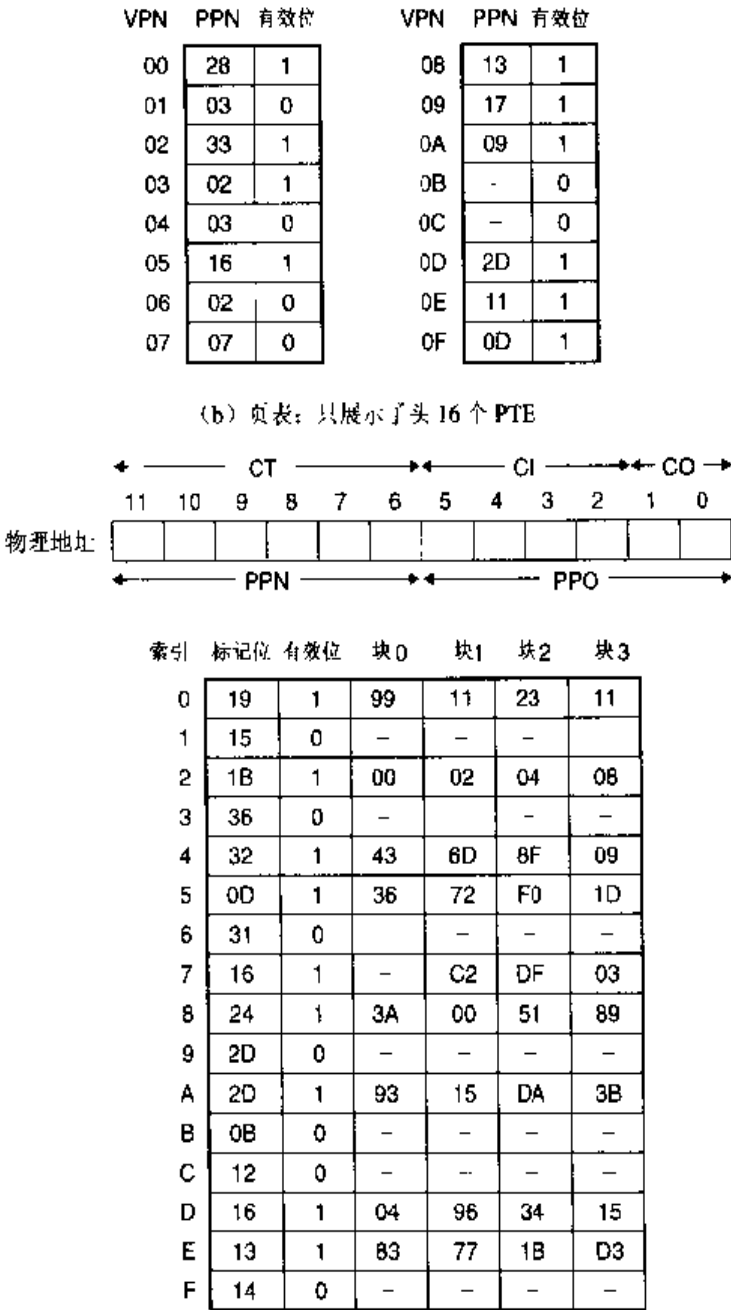 VPN PPN 有效位 VPN PPN 有效位
00 28 1 08 13 1
01 03 0 09 17 1
02 33 1 0A 09 1
03 02 1 0B - 0
04 03 0 0C – 0
05 16 1 0D 2D 1
06 02 0 0E 11 1
07 07 0 0F 0D 1
(b) 页表：只展示了头 16 个 PTE
CT CI CO
11 10 9 8 7 6 5 4 3 2 1 0
物理地址
PPN PPO
索引 标记位 有效位 块0 块1 块2 块3
0 19 1 99 11 23 11
1 15 0 – – –
2 1B 1 00 02 04 08
3 36 0 – – –
4 32 1 43 6D 8F 09
5 0D 1 36 72 F0 1D
6 31 0 – – –
7 16 1 – C2 DF 03
8 24 1 3A 00 51 89
9 2D 0 – – – –
A 2D 1 93 15 DA 3B
B 0B 0 – – – –
C 12 0 – – – –
D 16 1 04 96 34 15
E 13 1 83 77 1B D3
F 14 0 – – – –